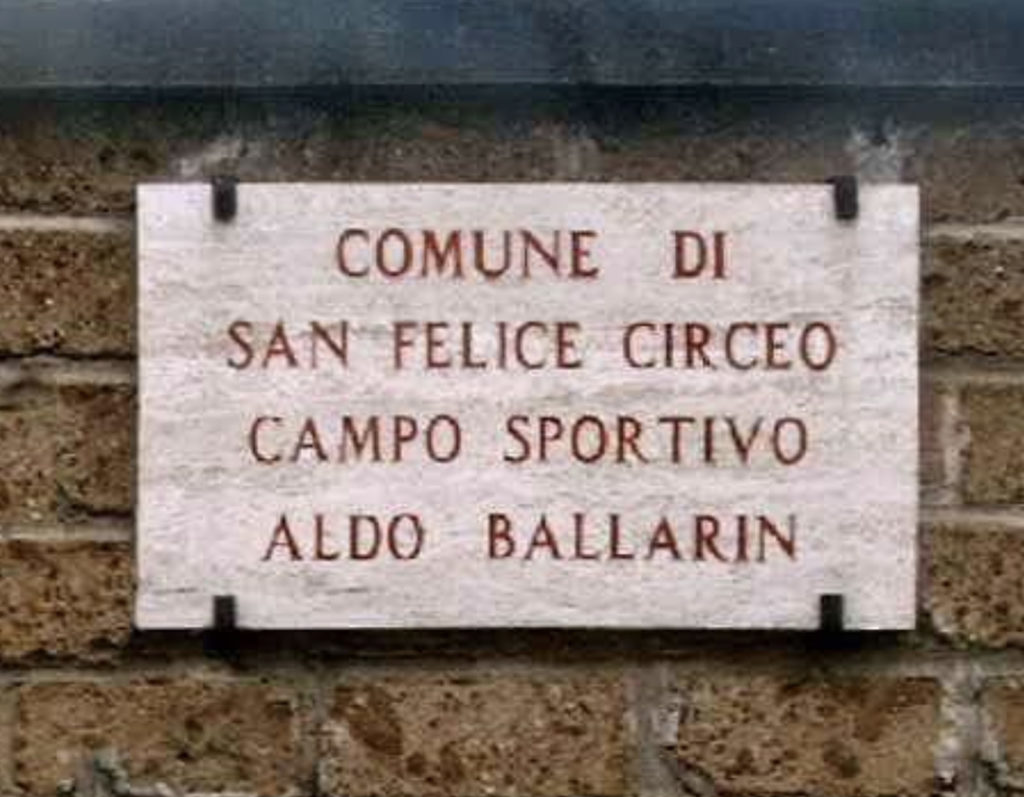 COMUNE DI
SAN FELICE CIRCEO
CAMPO SPORTIVO
ALDO BALLARIN